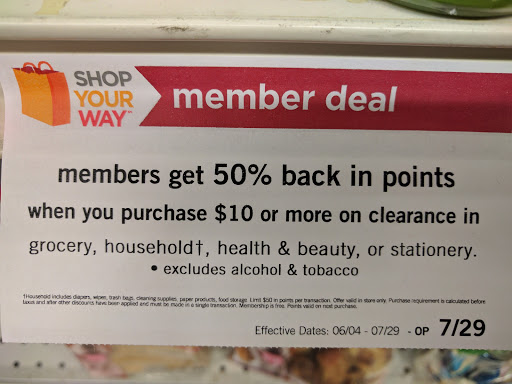 SHOP
YOUR
WAY™
member deal
members get 50% back in points
when you purchase $10 or more on clearance in
grocery, household†, health & beauty, or stationery.
• excludes alcohol & tobacco
†Household includes diapers, wipes, trash bags, cleaning supplies, paper products, food storage. Limit $50 in points per transaction. Offer valid in store only. Purchase requirement is calculated before
taxes and after other discounts have been applied and must be made in a single transaction. Membership is free. Points valid on next purchase.
Effective Dates: 06/04 - 07/29 - OP 7/29